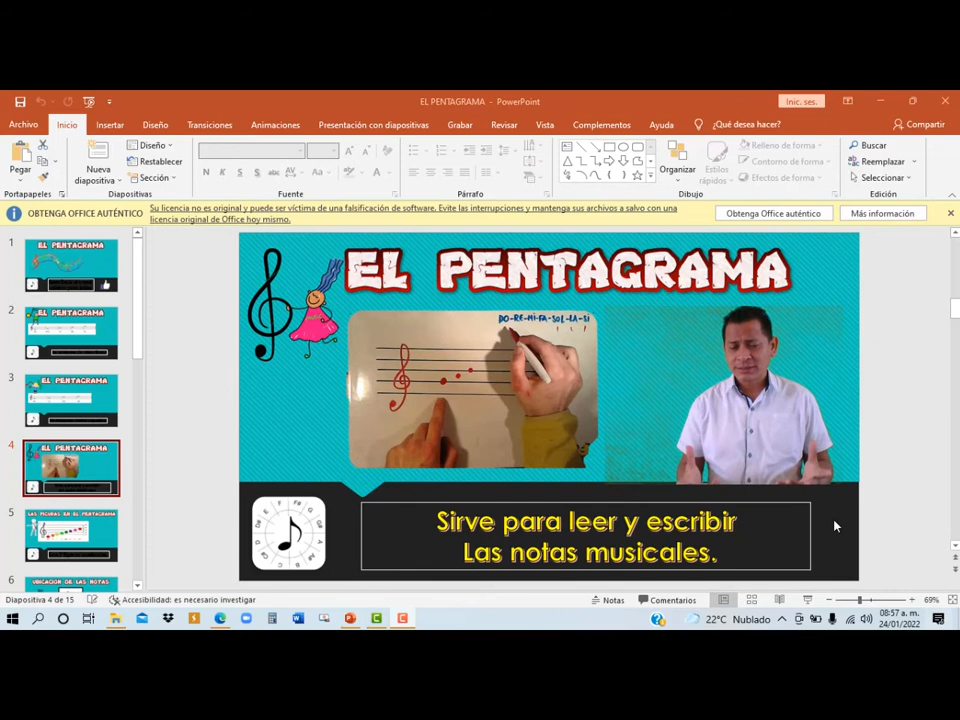 EL PENTAGRAMA - PowerPoint
Inic. ses.
Archivo
Inicio
Insertar
Diseño
Transiciones
Animaciones
Presentación con diapositivas
Grabar
Revisar
Vista
Complementos
Ayuda
¿Qué desea hacer?
Compartir
Pegar
Nueva diapositiva
Diseño
Restablecer
Sección
N K S S
Organizar
Estilos rápidos
Relleno de forma
Contorno de forma
Efectos de forma
Buscar
Reemplazar
Seleccionar
Portapapeles
Diapositivas
Fuente
Párrafo
Dibujo
Edición
OBTENGA OFFICE AUTÉNTICO
Su licencia no es original y puede ser víctima de una falsificación de software. Evite las interrupciones y mantenga sus archivos a salvo con una
licencia original de Office hoy mismo.
Obtenga Office auténtico
Más información
1
EL PENTAGRAMA
2
EL PENTAGRAMA
3
EL PENTAGRAMA
4
EL PENTAGRAMA
5
LAS FIGURAS EN EL PENTAGRAMA
6
UBICACION DE LAS NOTAS
EL PENTAGRAMA
DO-RE-MI-FA-SOL-LA-SI
Sirve para leer y escribir
Las notas musicales.
Diapositiva 4 de 15
Accesibilidad: es necesario investigar
Notas
Comentarios
69%
22°C Nublado
08:57 a. m.
24/01/2022